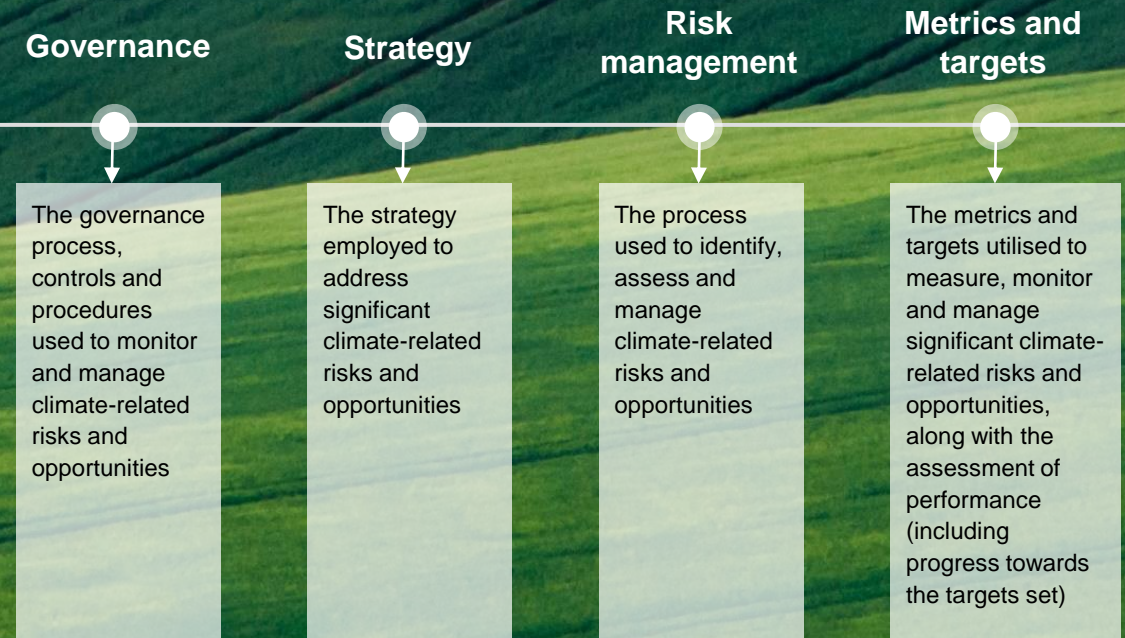 Governance
Strategy
Risk
management
Metrics and
targets
The governance
process,
controls and
procedures
used to monitor
and manage
climate-related
risks and
opportunities
The strategy
employed to
address
significant
climate-related
risks and
opportunities
The process
used to identify,
assess and
manage
climate-related
risks and
opportunities
The metrics and
targets utilised to
measure, monitor
and manage
significant climate-
related risks and
opportunities,
along with the
assessment of
performance
(including
progress towards
the targets set)